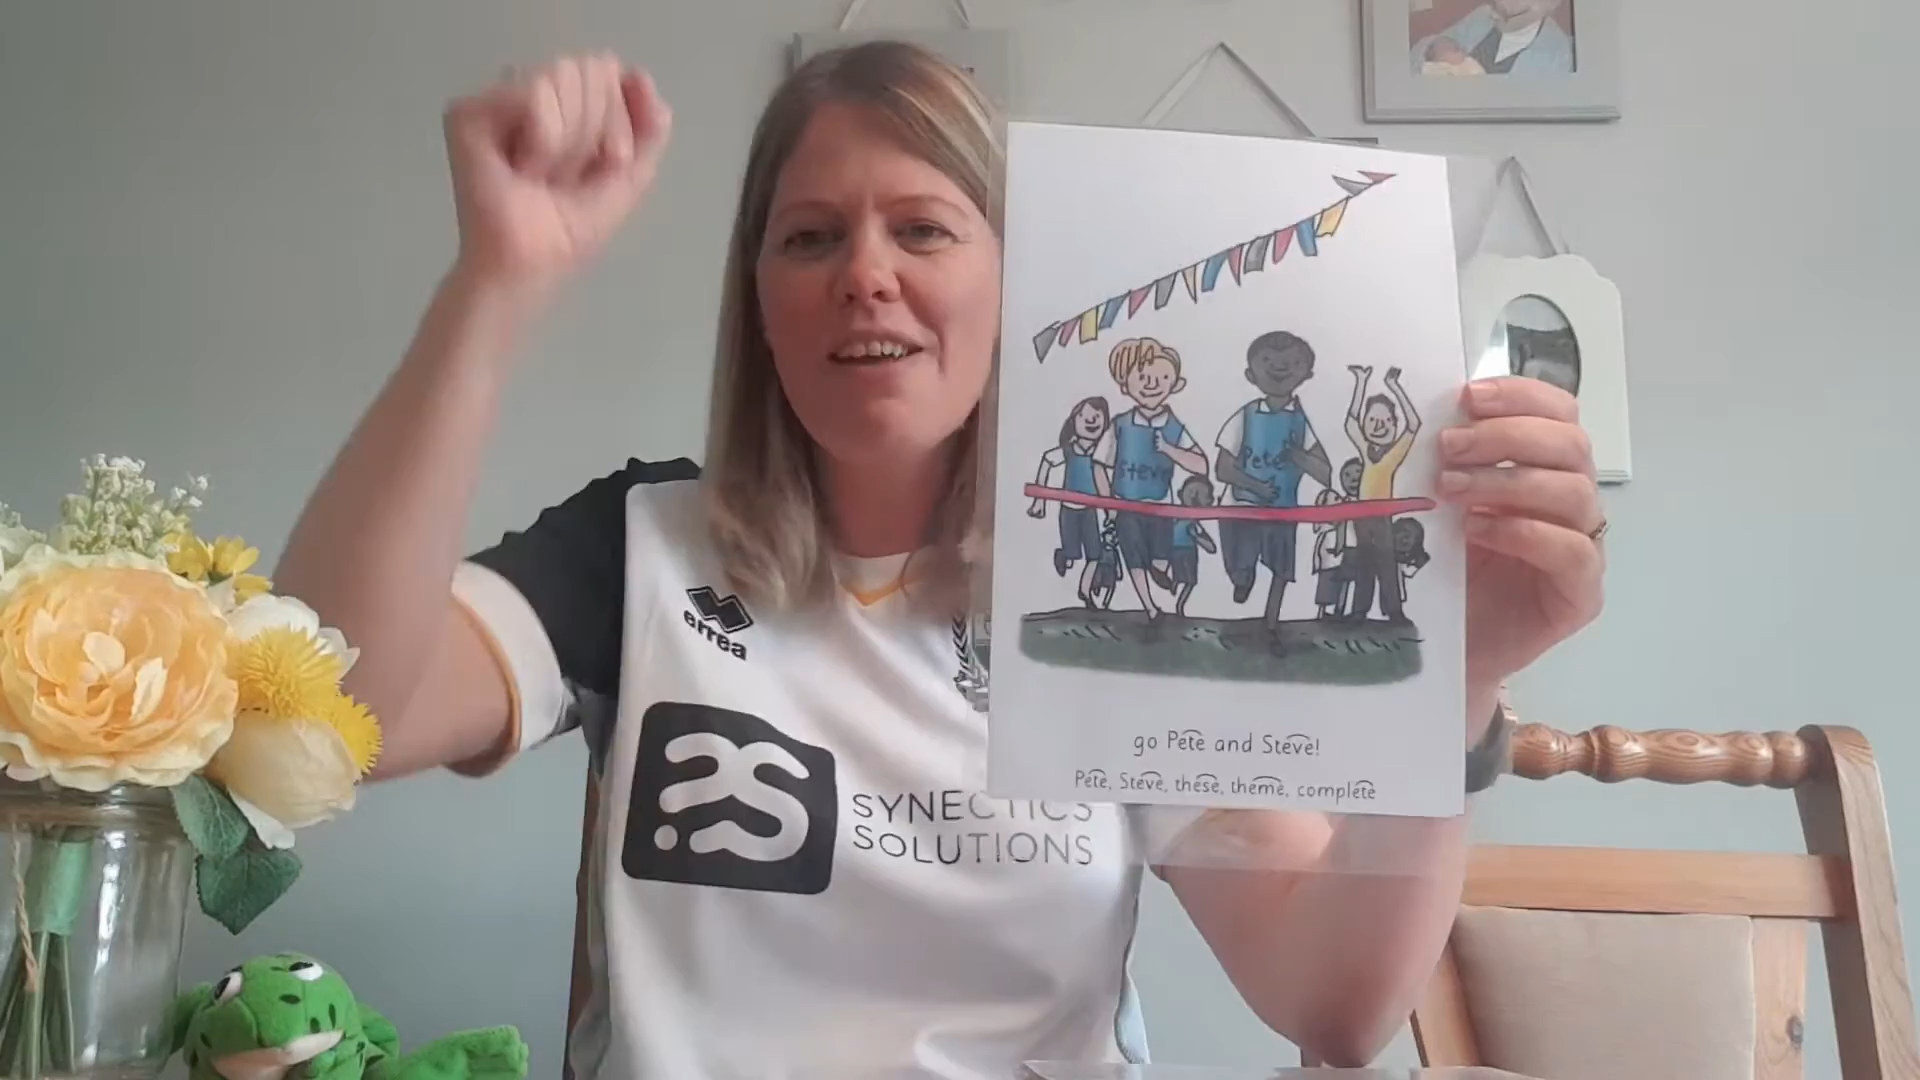 Steve
Pete
errea
SYNECTICS
SOLUTIONS
go Pete and Steve!
Pete, Steve, these, theme, complete